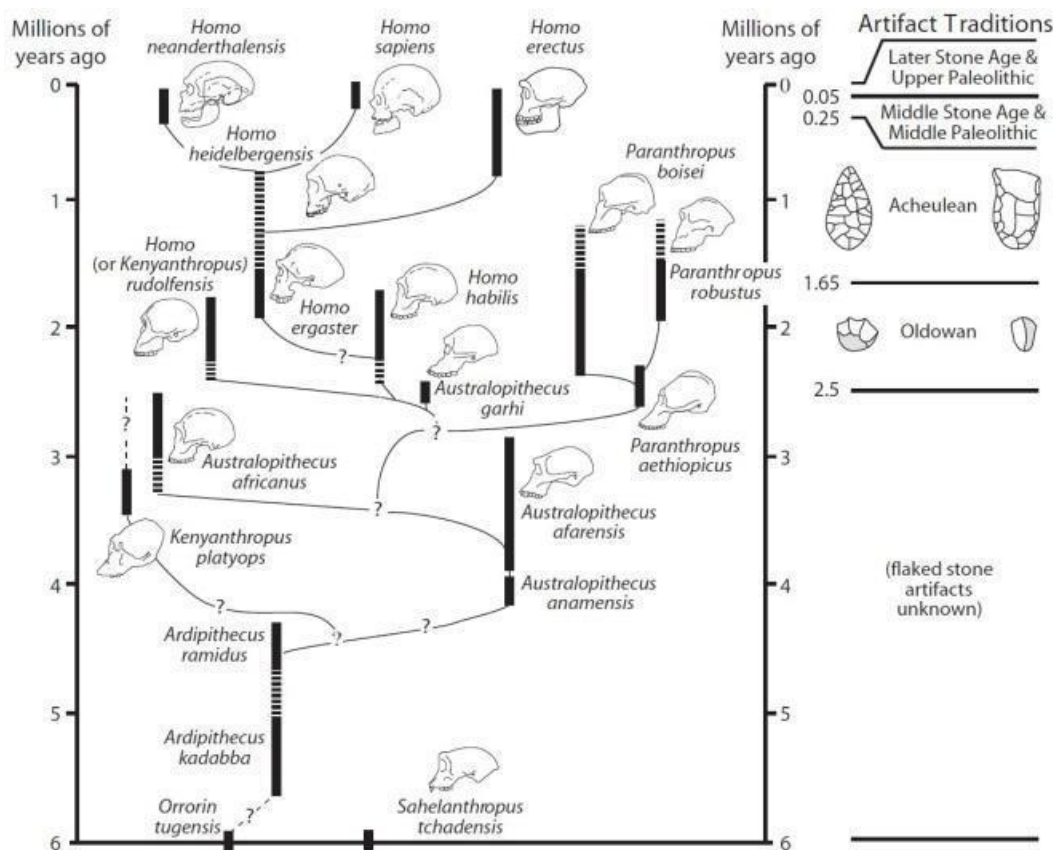 Millions of
years ago
Homo
neanderthalensis
Homo
sapiens
Homo
erectus
Millions of
years ago
Artifact Traditions
0
0
Later Stone Age &
Upper Paleolithic
0.05
0.25
Middle Stone Age &
Middle Paleolithic
Homo
heidelbergensis
Paranthropus
boisei
1
1
Acheulean
Homo
(or Kenyanthropus)
rudolfensis
Homo
ergaster
Homo
habilis
Paranthropus
robustus
1.65
2
2
Oldowan
?
Australopithecus
garhi
2.5
?
?
Paranthropus
aethiopicus
3
3
Australopithecus
africanus
?
Australopithecus
afarensis
Kenyanthropus
platyops
4
4
(flaked stone
artifacts
unknown)
Australopithecus
anamensis
?
?
?
Ardipithecus
ramidus
5
5
Ardipithecus
kadabba
Orrorin
tugensis
?
Sahelanthropus
tchadensis
6
6